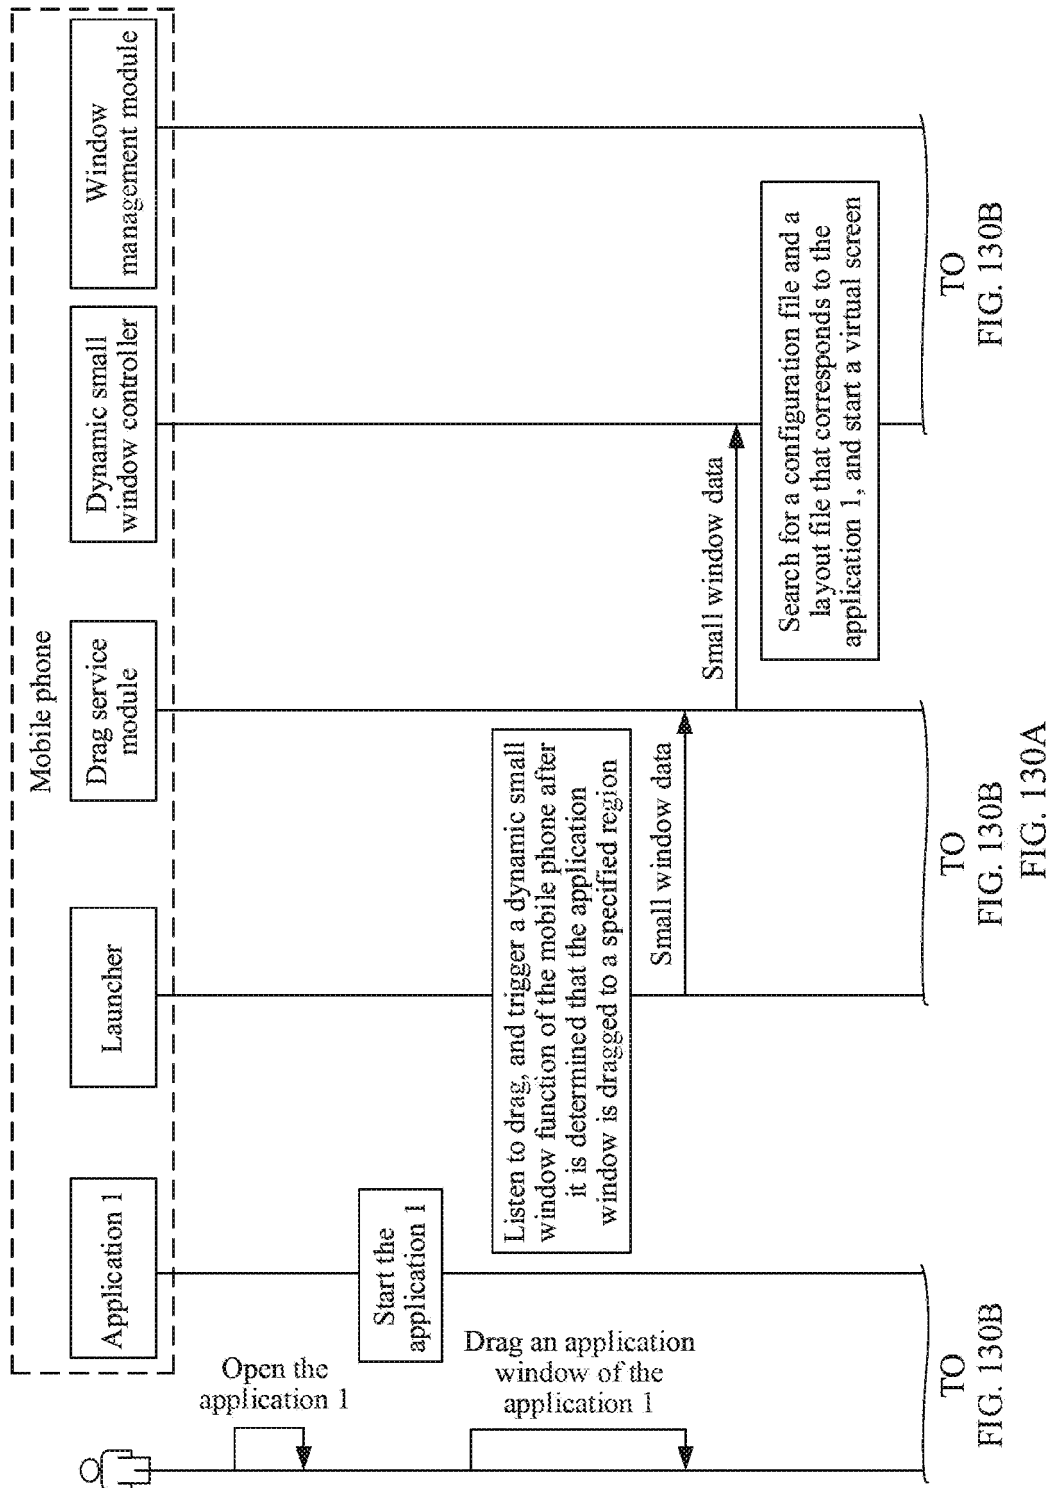 Mobile phone
Application 1
Launcher
Drag service
module
Dynamic small
window controller
Window
management module
Open the
application 1
Start the
application 1
Drag an application
window of the
application 1
Listen to drag, and trigger a dynamic small
window function of the mobile phone after
it is determined that the application
window is dragged to a specified region
Small window data
Small window data
Search for a configuration file and a
layout file that corresponds to the
application 1, and start a virtual screen
TO
FIG. 130B
TO
FIG. 130B
TO
FIG. 130B
FIG. 130A